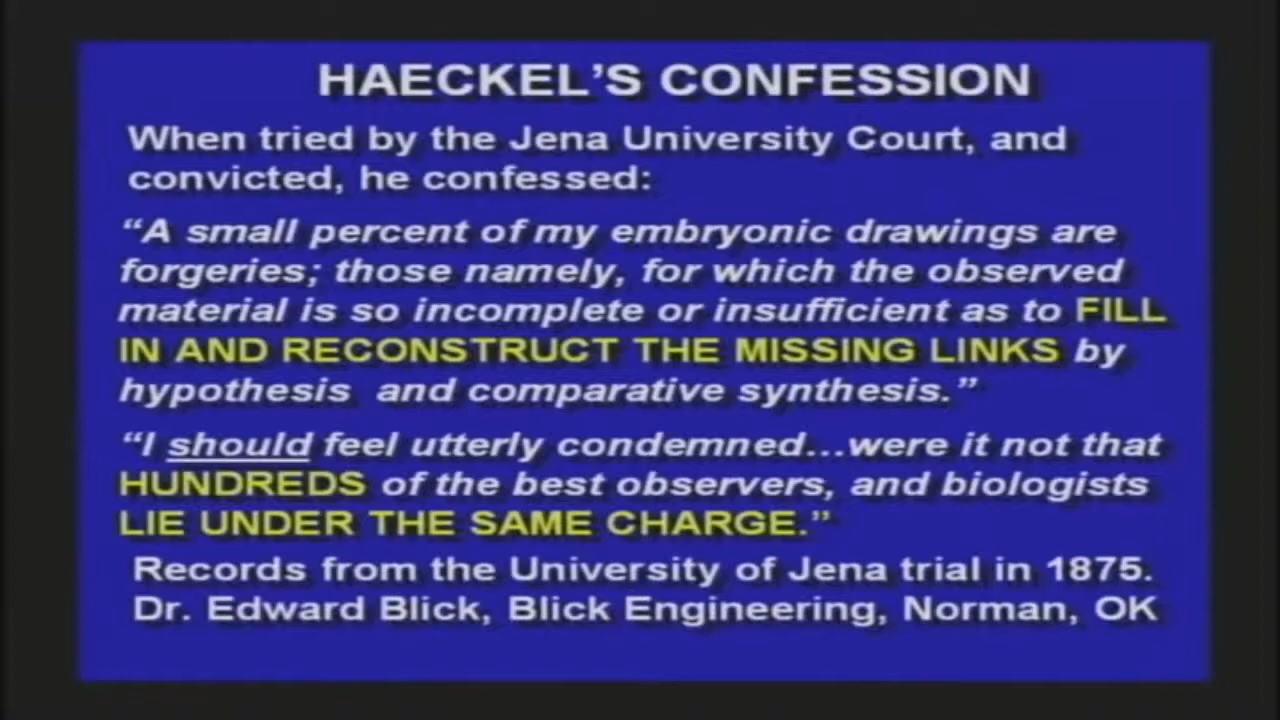 HAECKEL’S CONFESSION
When tried by the Jena University Court, and
convicted, he confessed:
“A small percent of my embryonic drawings are
forgeries; those namely, for which the observed
material is so incomplete or insufficient as to FILL
IN AND RECONSTRUCT THE MISSING LINKS by
hypothesis and comparative synthesis.”
“I should feel utterly condemned...were it not that
HUNDREDS of the best observers, and biologists
LIE UNDER THE SAME CHARGE.”
Records from the University of Jena trial in 1875.
Dr. Edward Blick, Blick Engineering, Norman, OK